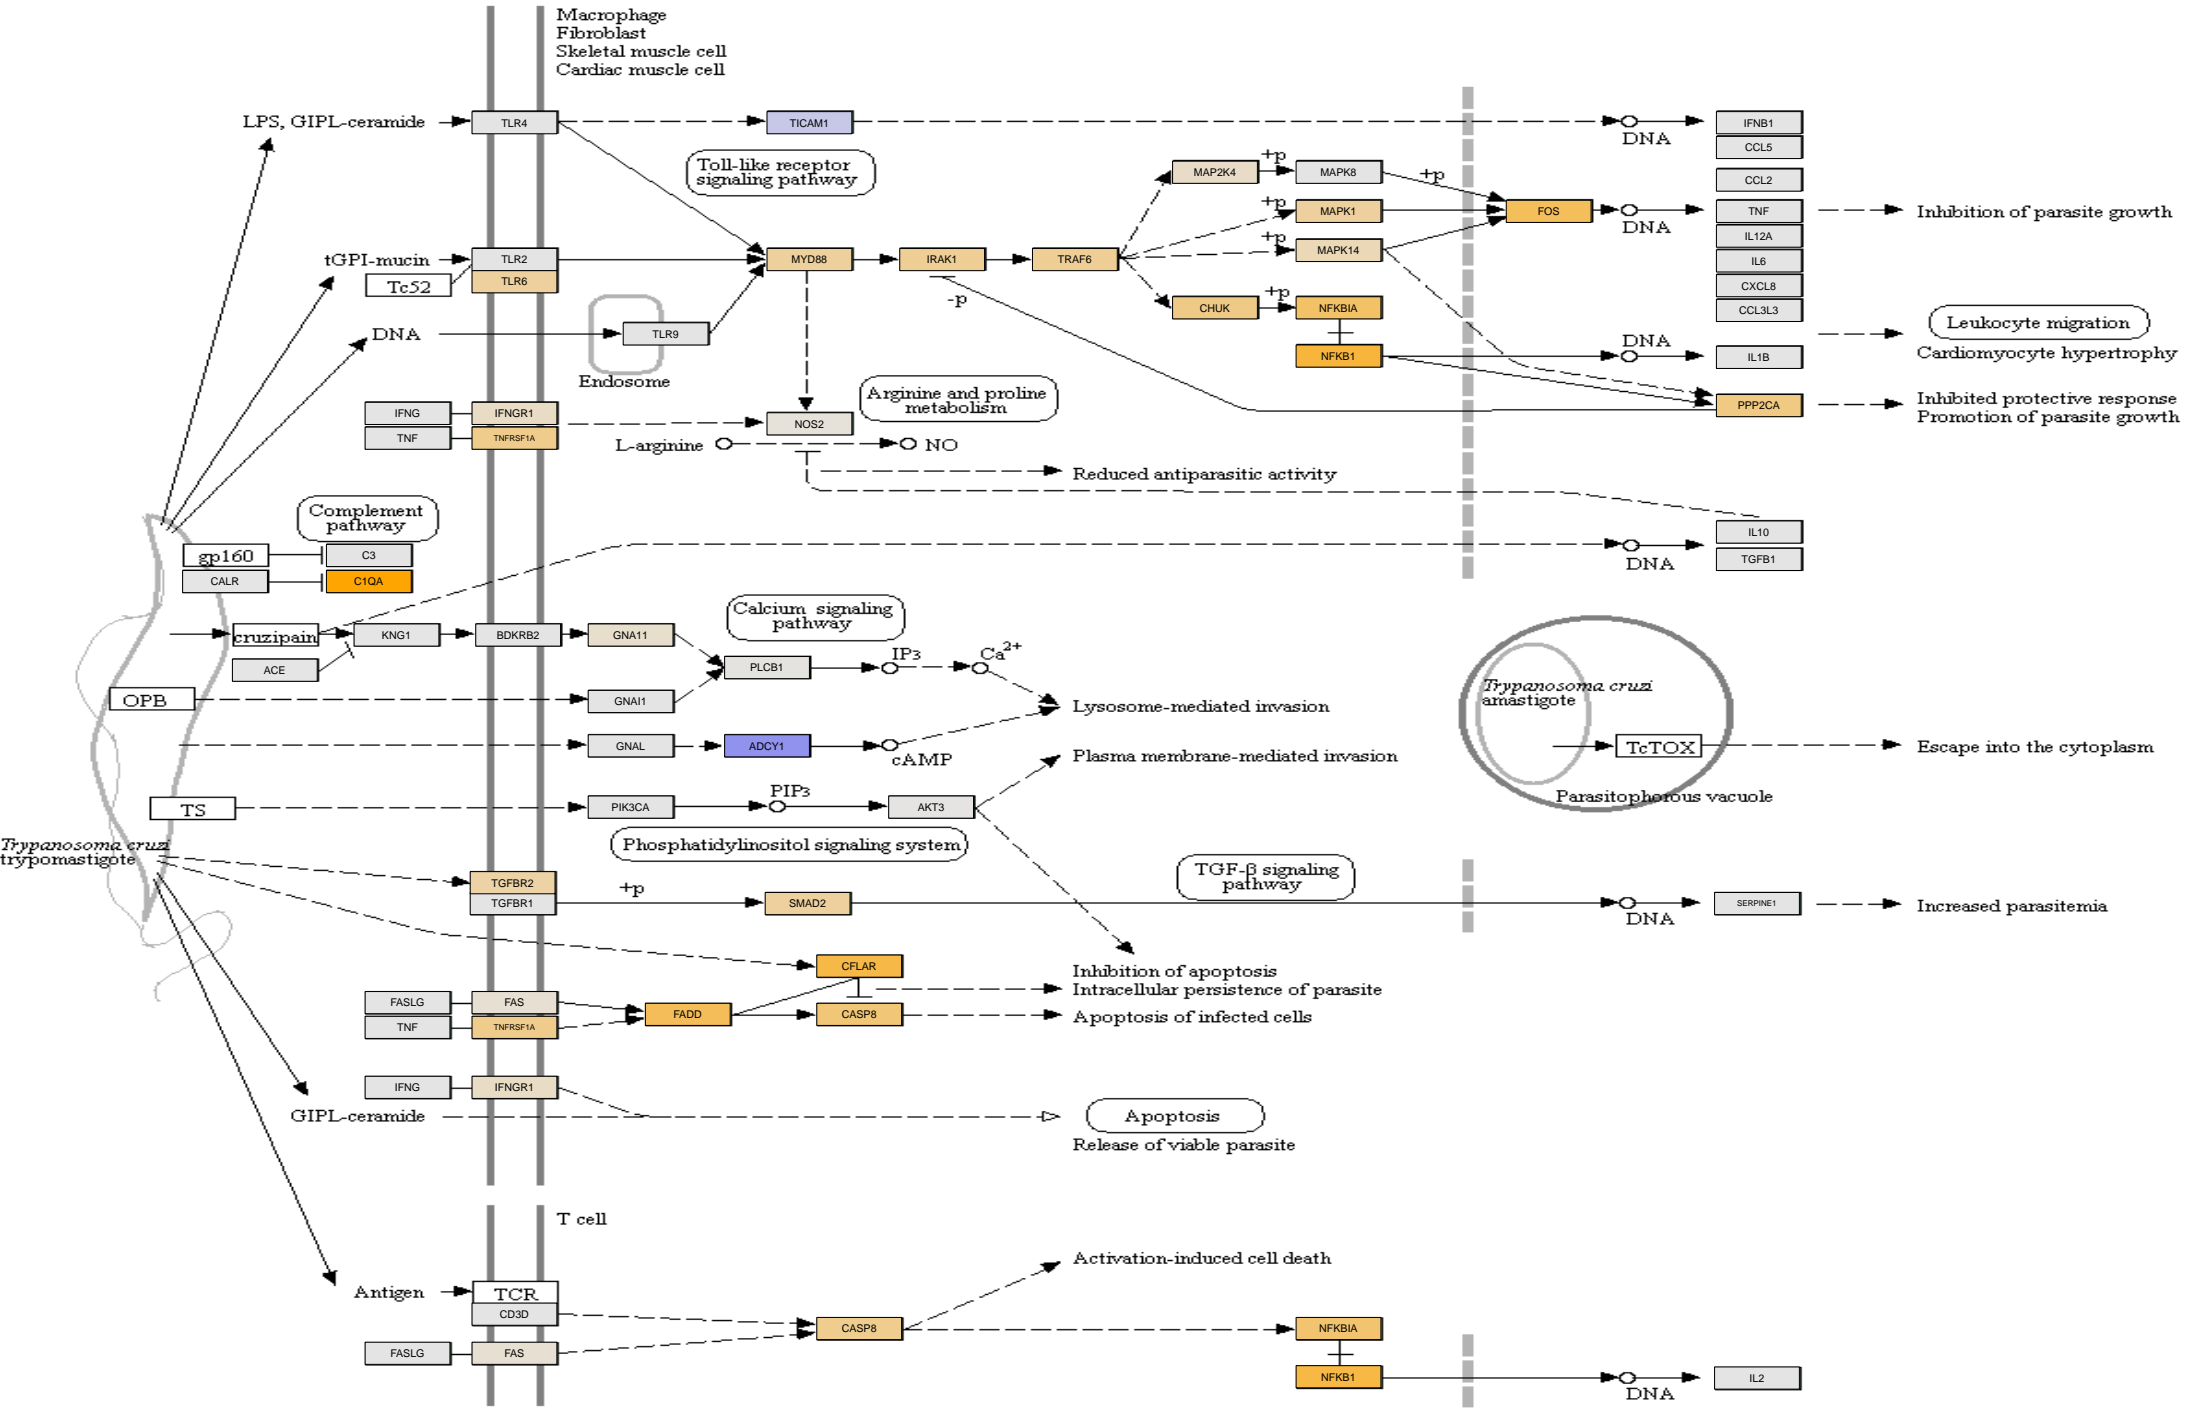 Macrophage
Fibroblast
Skeletal muscle cell
Cardiac muscle cell
LPS, GIPL-ceramide
TLR4
TICAM1
DNA
IFNB1
CCL5
Toll-like receptor
signaling pathway
MAP2K4
+p
MAPK8
+p
CCL2
+p
MAPK1
FOS
DNA
TNF
Inhibition of parasite growth
+p
MAPK14
IL12A
tGPI-mucin
TLR2
MYD88
IRAK1
TRAF6
IL6
Tc52
TLR6
CXCL8
-p
CHUK
+p
NFKBIA
CCL3L3
DNA
TLR9
Endosome
NFKB1
DNA
IL1B
Leukocyte migration
Cardiomyocyte hypertrophy
IFNG
IFNGR1
TNF
TNFRSF1A
NOS2
Arginine and proline
metabolism
PPP2CA
Inhibited protective response
Promotion of parasite growth
L-arginine
NO
Reduced antiparasitic activity
Complement
pathway
gp160
C3
CALR
C1QA
IL10
DNA
TGFB1
cruzipain
KNG1
BDKRB2
GNA11
Calcium signaling
pathway
ACE
PLCB1
IP3
Ca2+
OPB
GNAI1
Lysosome-mediated invasion
GNAL
ADCY1
cAMP
Plasma membrane-mediated invasion
Trypanosoma cruzi
amastigote
TcTOX
Escape into the cytoplasm
Parasitophorous vacuole
TS
PIK3CA
PIP3
AKT3
Phosphatidylinositol signaling system
Trypanosoma cruzi
trypomastigote
TGFBR2
TGFBR1
+p
SMAD2
TGF-β signaling
pathway
DNA
SERPINE1
Increased parasitemia
CFLAR
Inhibition of apoptosis
Intracellular persistence of parasite
FASLG
FAS
TNF
TNFRSF1A
FADD
CASP8
Apoptosis of infected cells
IFNG
IFNGR1
GIPL-ceramide
Apoptosis
Release of viable parasite
T cell
Activation-induced cell death
Antigen
TCR
CD3D
CASP8
NFKBIA
FASLG
FAS
NFKB1
DNA
IL2